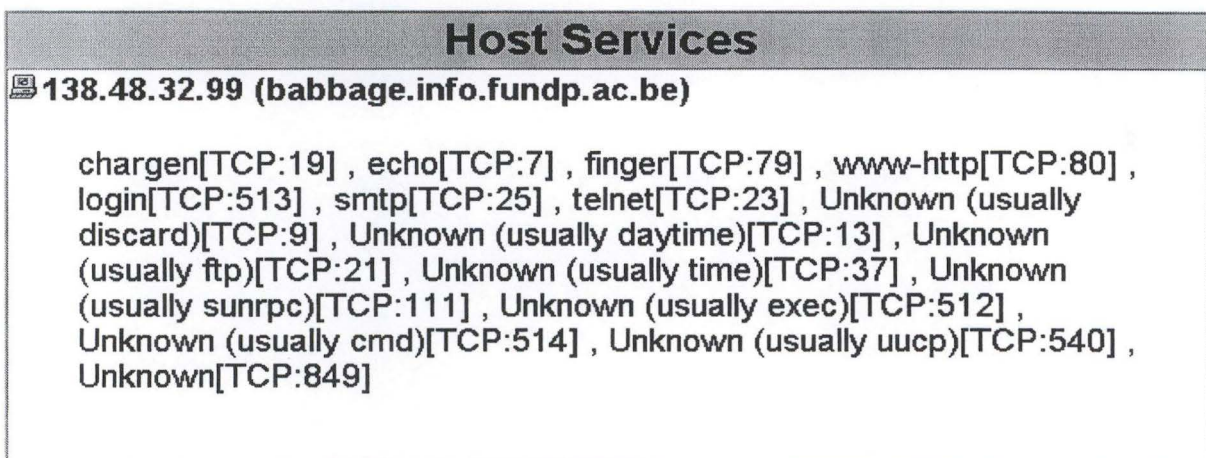 Host Services
138.48.32.99 (babbage.info.fundp.ac.be)
chargen[TCP:19] , echo[TCP:7] , finger[TCP:79] , www-http[TCP:80] ,
login[TCP:513] , smtp[TCP:25] , telnet[TCP:23] , Unknown (usually
discard)[TCP:9] , Unknown (usually daytime)[TCP:13] , Unknown
(usually ftp)[TCP:21] , Unknown (usually time)[TCP:37] , Unknown
(usually sunrpc)[TCP:111] , Unknown (usually exec)[TCP:512] ,
Unknown (usually cmd)[TCP:514] , Unknown (usually uucp)[TCP:540] ,
Unknown[TCP:849]